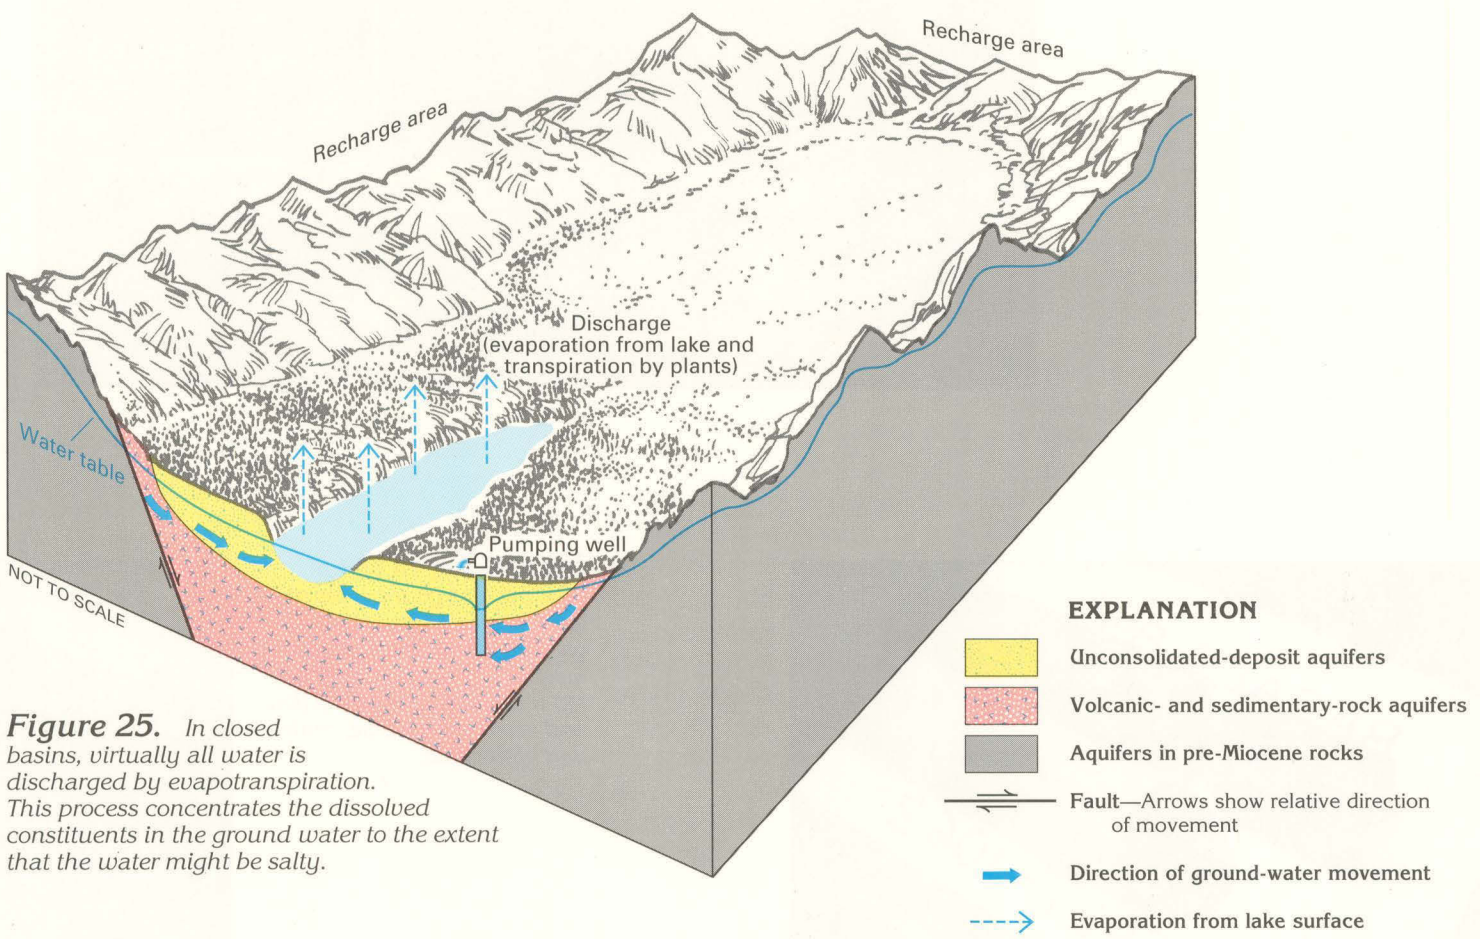 Recharge area
Recharge area
Discharge
(evaporation from lake and
transpiration by plants)
Water table
Pumping well
NOT TO SCALE
Figure 25. In closed
basins, virtually all water is
discharged by evapotranspiration.
This process concentrates the dissolved
constituents in the ground water to the extent
that the water might be salty.
EXPLANATION
Unconsolidated-deposit aquifers
Volcanic- and sedimentary-rock aquifers
Aquifers in pre-Miocene rocks
Fault—Arrows show relative direction
of movement
Direction of ground-water movement
Evaporation from lake surface